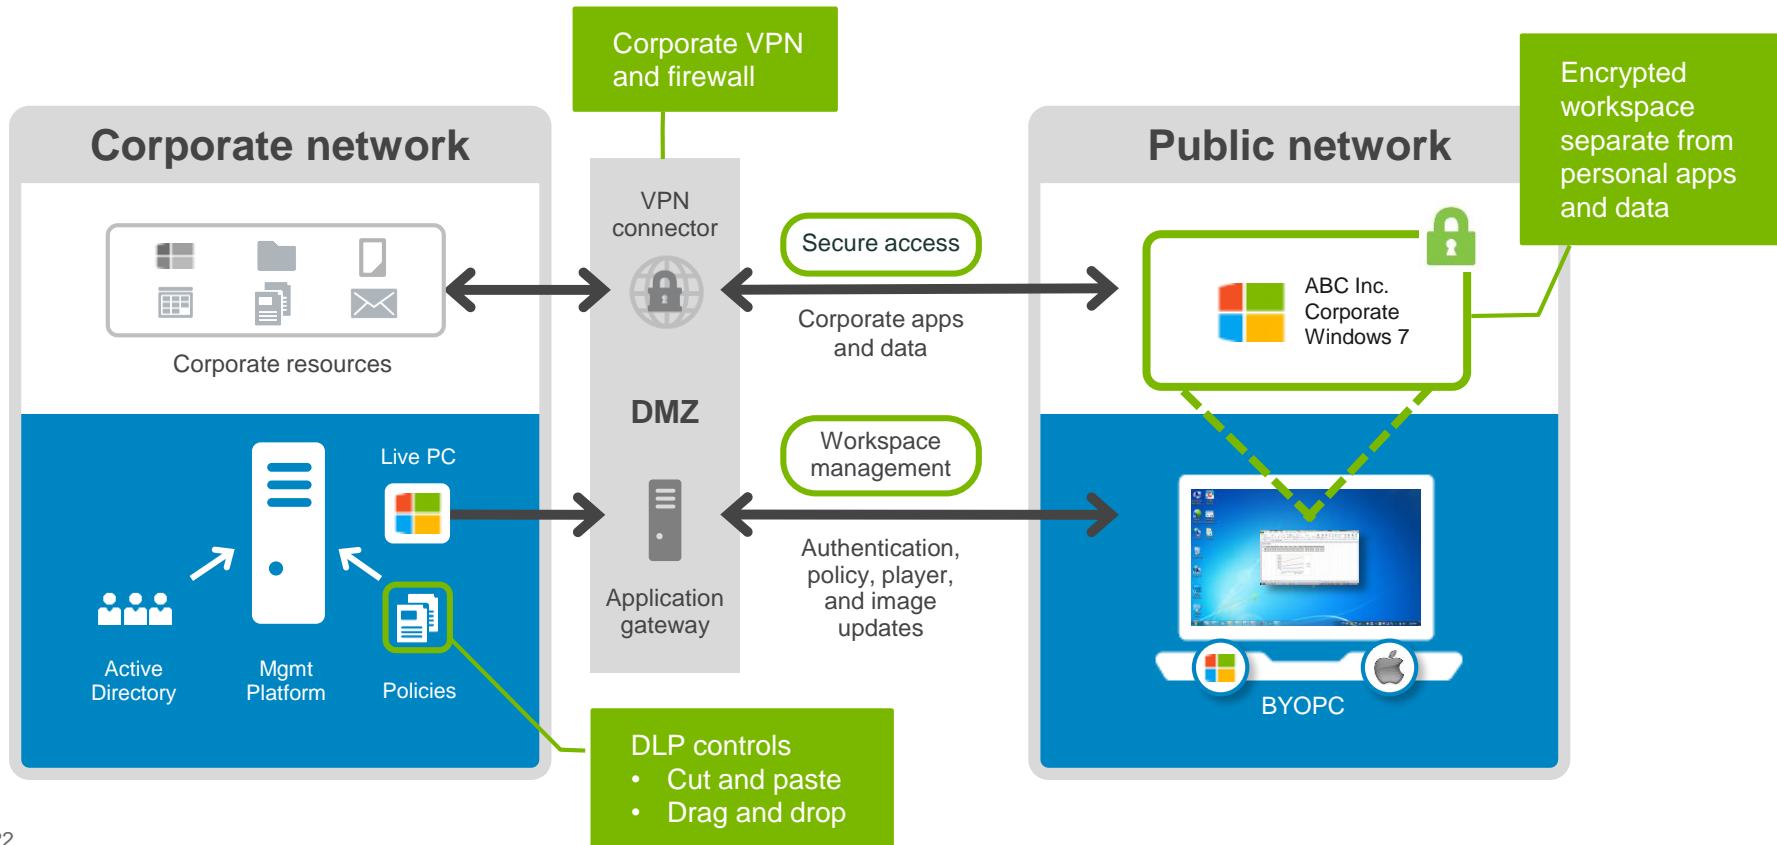 Corporate VPN
and firewall
Encrypted
workspace
separate from
personal apps
and data
Corporate network
Public network
VPN
connector
Secure access
Corporate apps
and data
ABC Inc.
Corporate
Windows 7
Corporate resources
DMZ
Workspace
management
Live PC
Authentication,
policy, player,
and image
updates
Application
gateway
Active
Directory
Mgmt
Platform
Policies
BYOPC
DLP controls
• Cut and paste
• Drag and drop